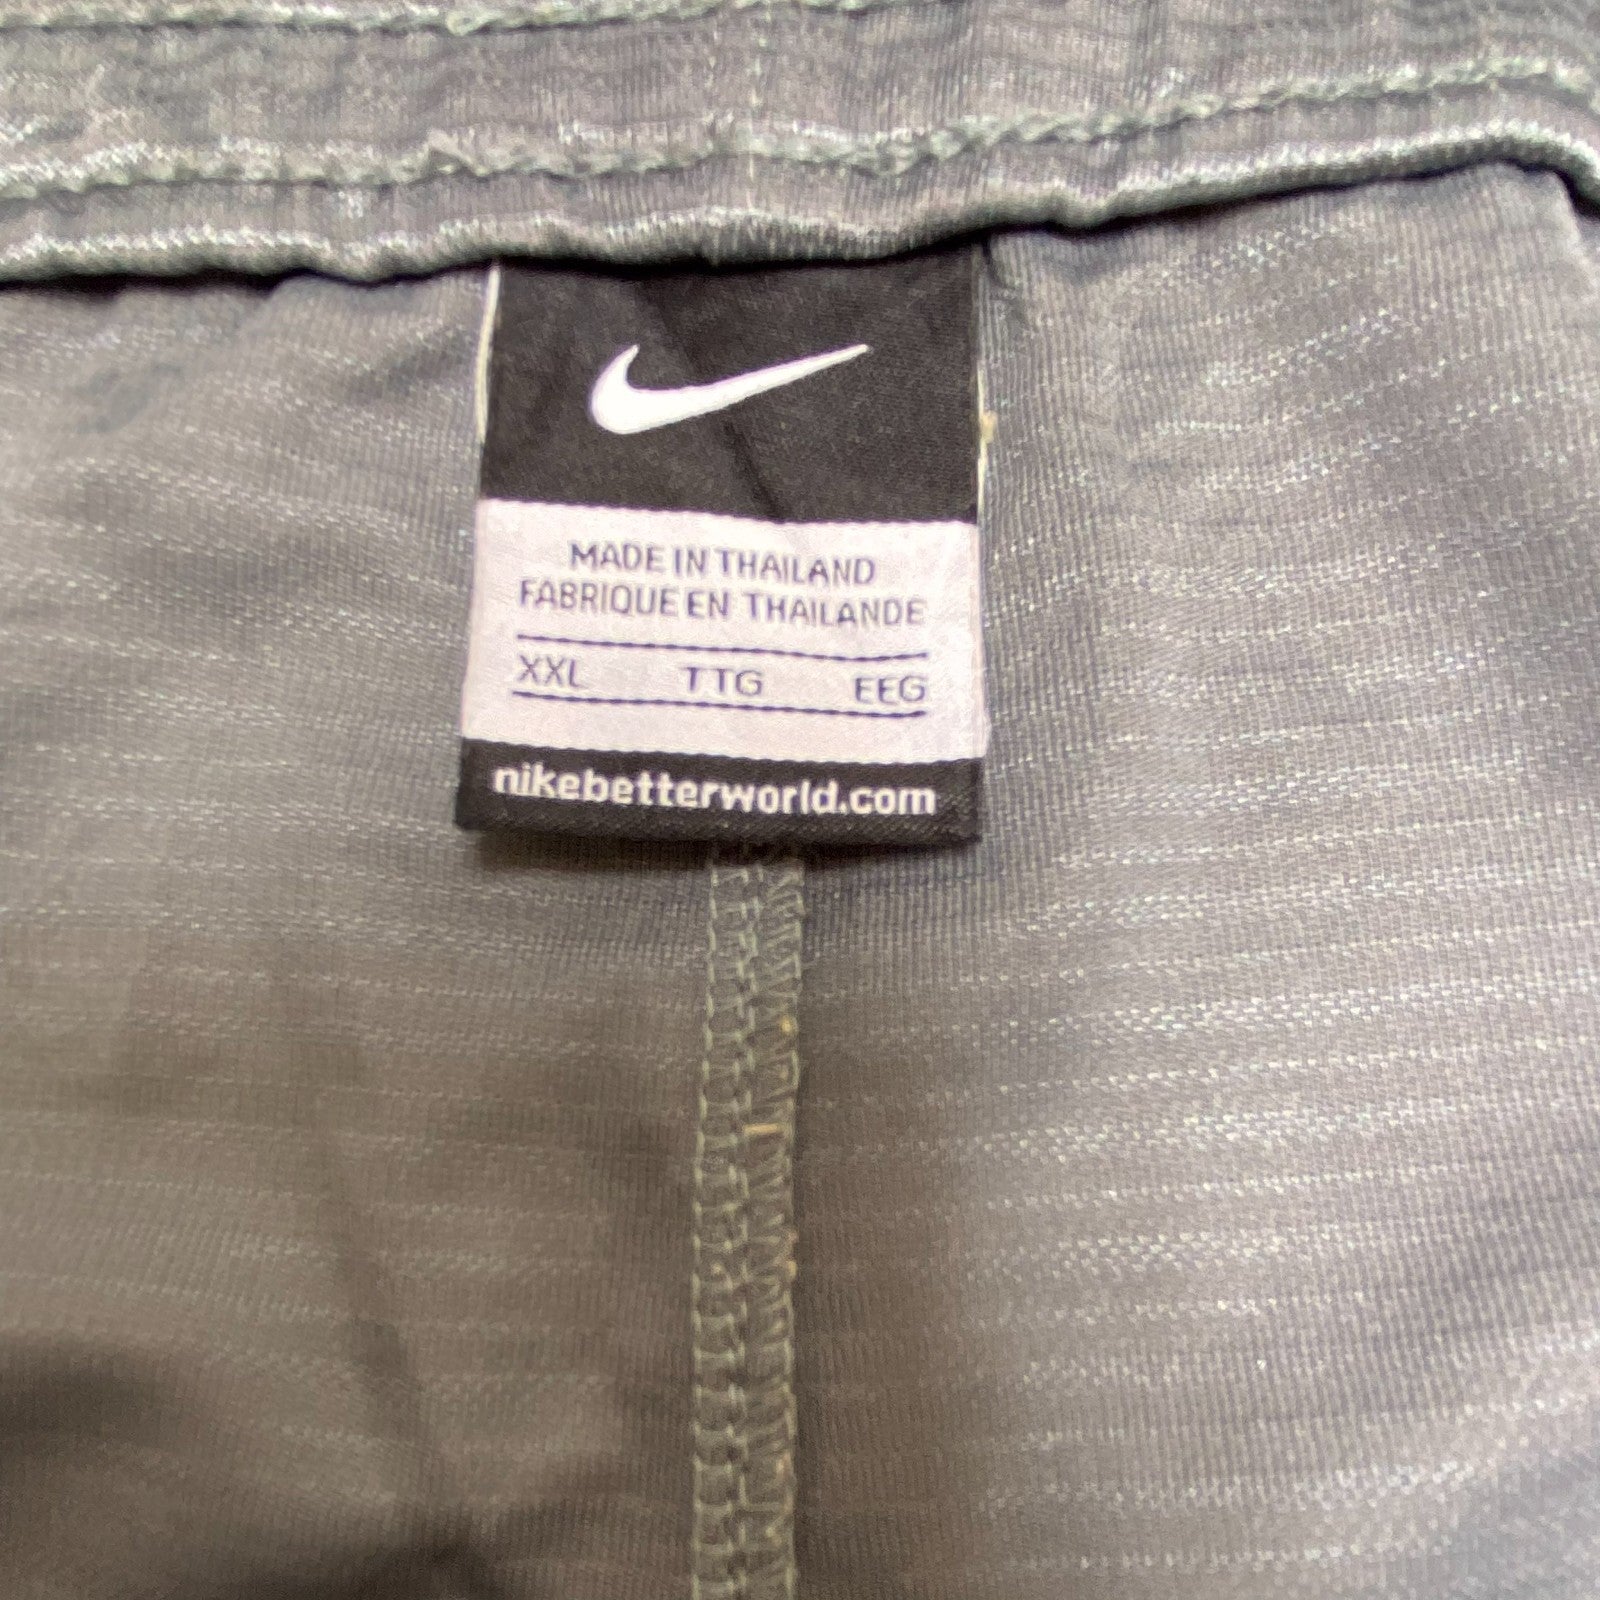 MADE IN THAILAND
FABRIQUE EN THAILANDE
XXL TTG EEG
nikebetterworld.com